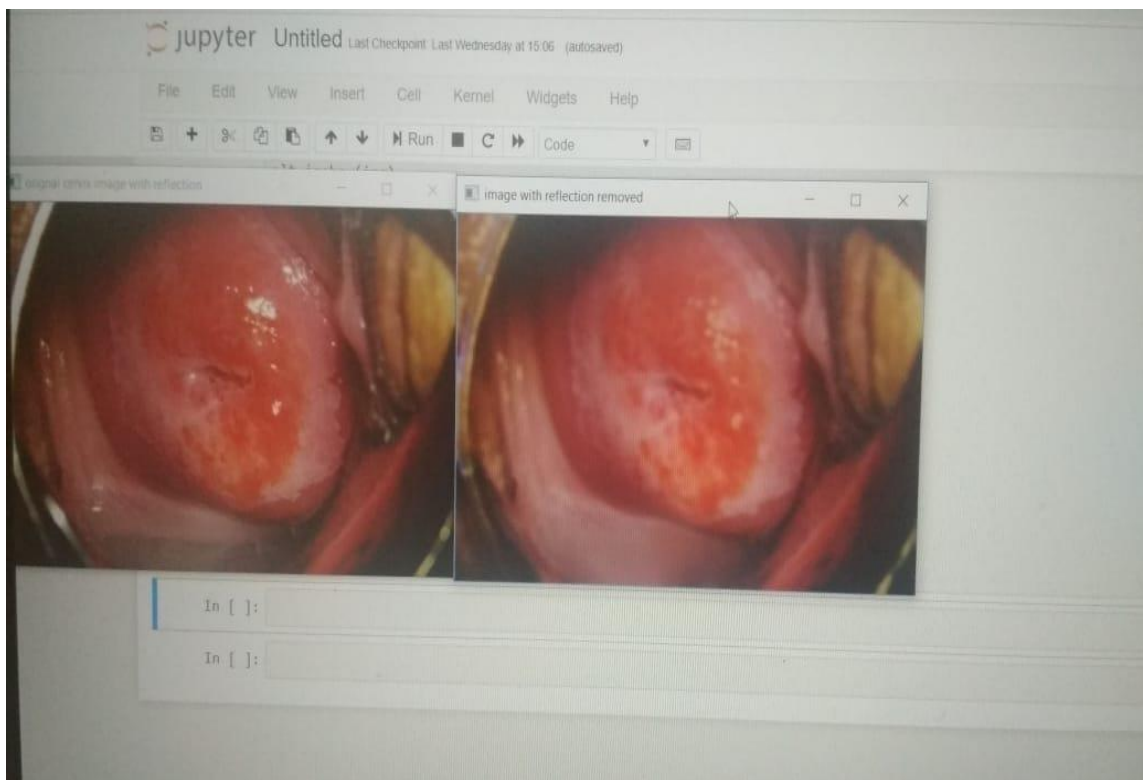 jupyter Untitled Last Checkpoint: Last Wednesday at 15:06 (autosaved)
File Edit View Insert Cell Kernel Widgets Help
Run Code
orignal cervix image with reflection
image with reflection removed
In [ ]:
In [ ]: